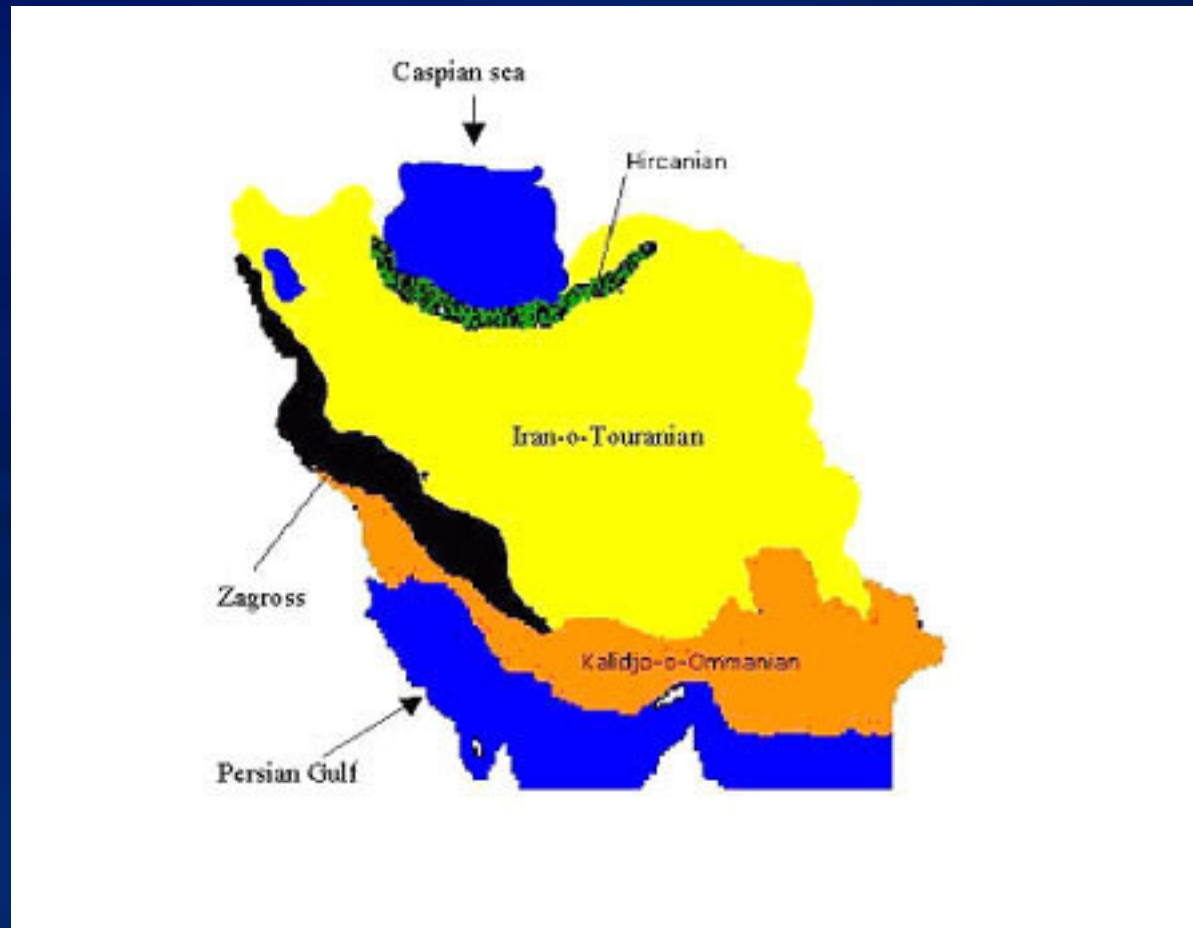 Caspian sea
Hircanian
Iran-o-Touranian
Zagross
Kalidjo-o-Ommanian
Persian Gulf